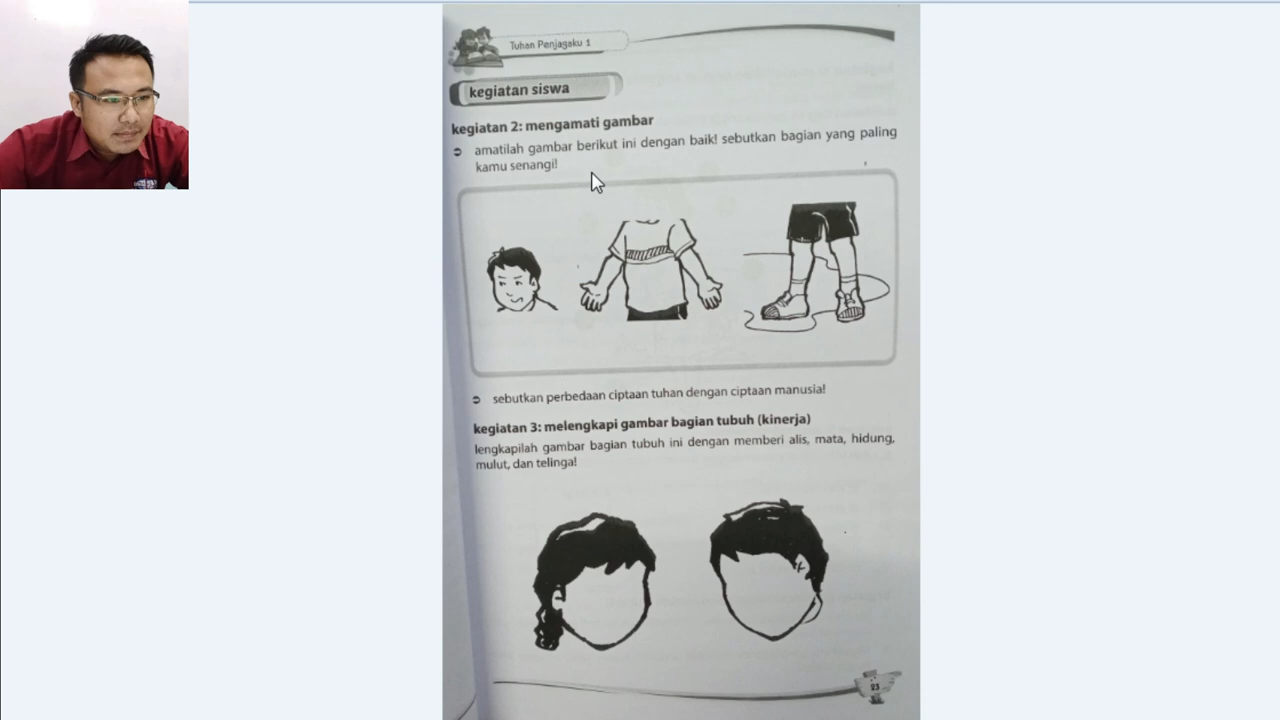 Tuhan Penjagaku 1
kegiatan siswa
kegiatan 2: mengamati gambar
amatilah gambar berikut ini dengan baik! sebutkan bagian yang paling
kamu senangi!
sebutkan perbedaan ciptaan tuhan dengan ciptaan manusia!
kegiatan 3: melengkapi gambar bagian tubuh (kinerja)
lengkapilah gambar bagian tubuh ini dengan memberi alis, mata, hidung,
mulut, dan telinga!
23